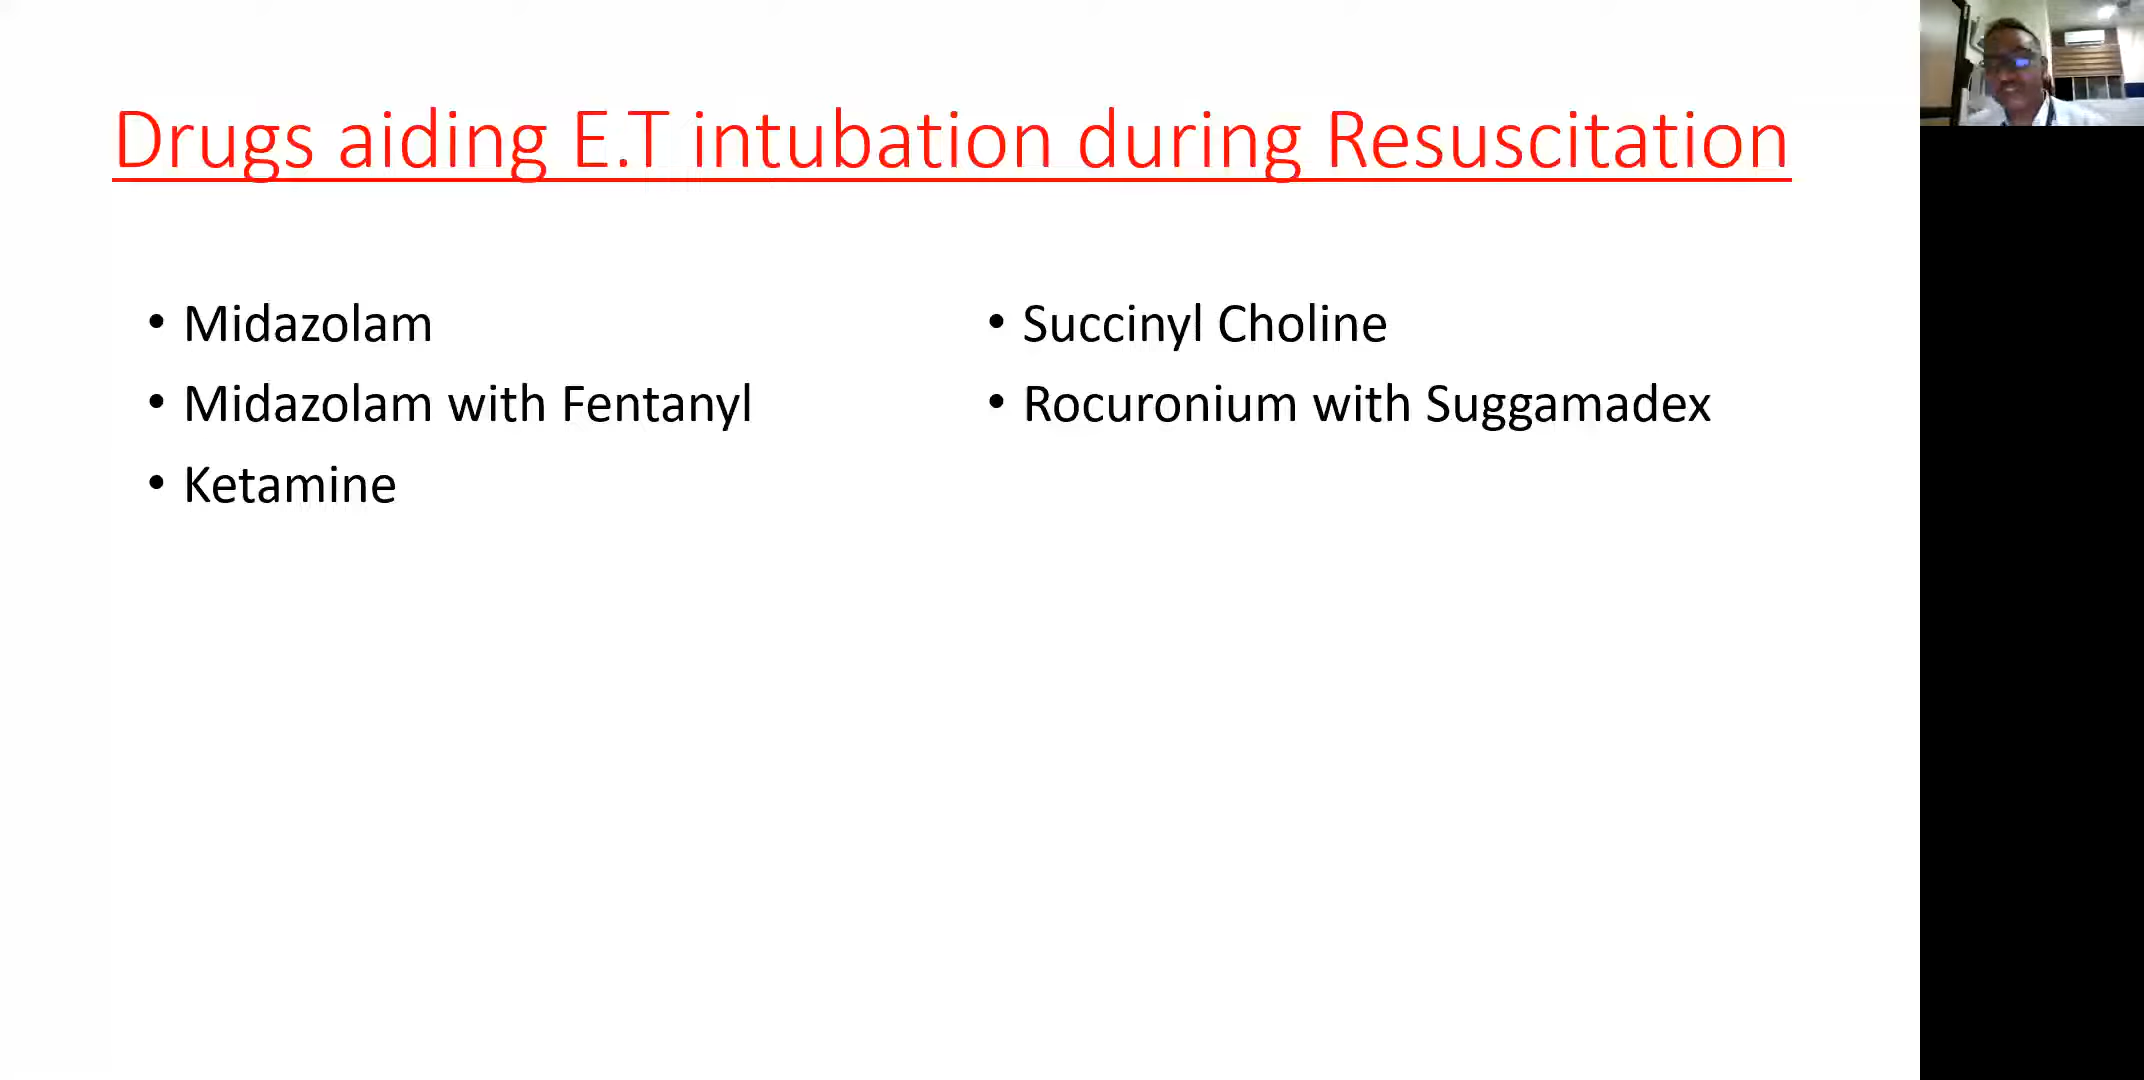 Drugs aiding E.T intubation during Resuscitation
• Midazolam
• Midazolam with Fentanyl
• Ketamine
• Succinyl Choline
• Rocuronium with Suggamadex